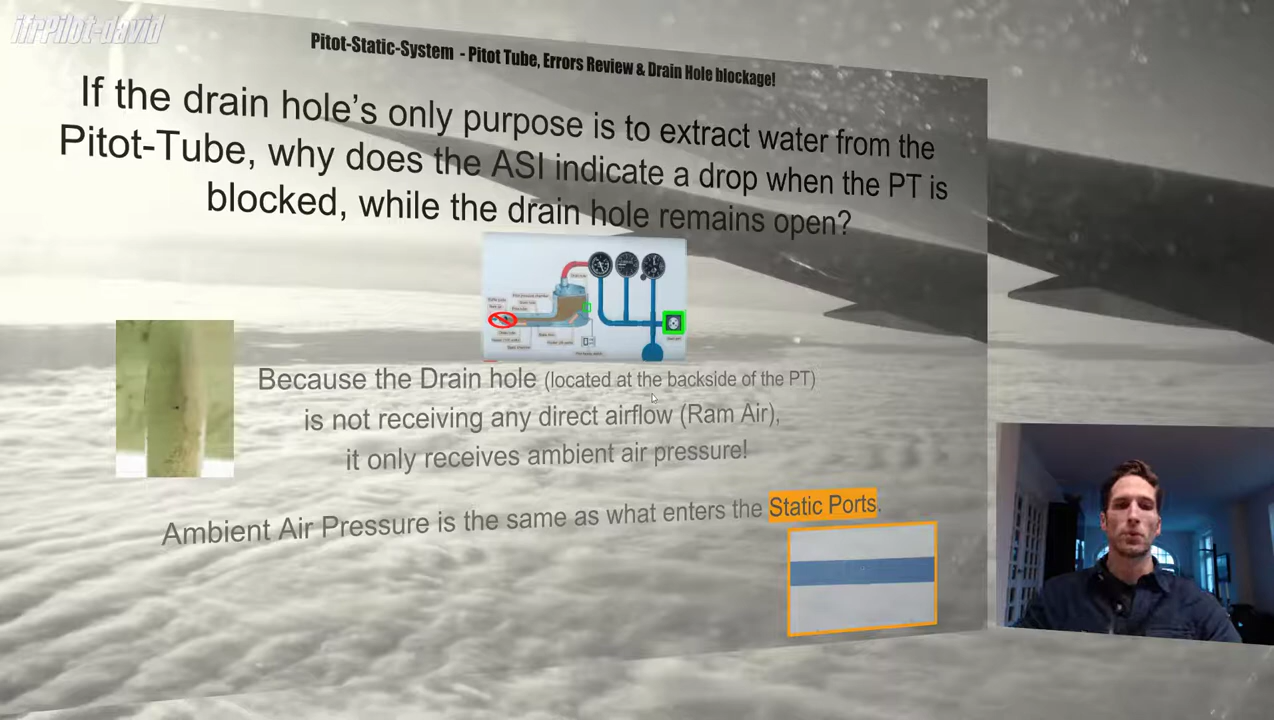 ifrPilot-david
Pitot-Static-System - Pitot Tube, Errors Review & Drain Hole blockage!
If the drain hole's only purpose is to extract water from the
Pitot-Tube, why does the ASI indicate a drop when the PT is
blocked, while the drain hole remains open?
Because the Drain hole (located at the backside of the PT)
is not receiving any direct airflow (Ram Air),
it only receives ambient air pressure!
Ambient Air Pressure is the same as what enters the Static Ports.